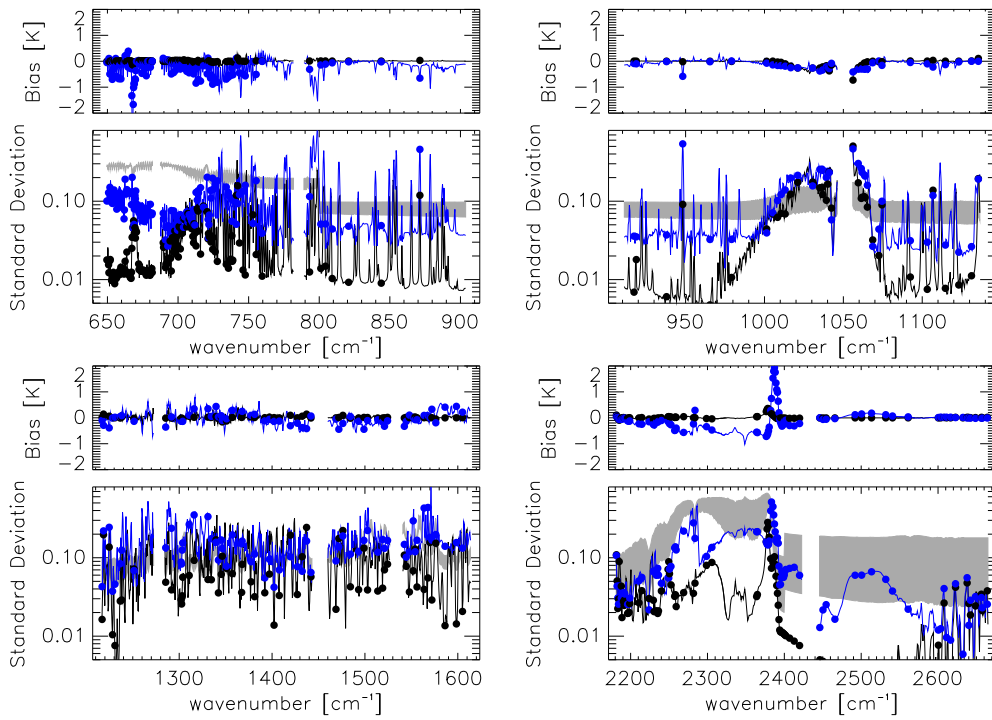 Bias [K]
2
1
0
-1
-2
Standard Deviation
0.10
0.01
650 700 750 800 850 900
wavenumber [cm⁻¹]
Bias [K]
2
1
0
-1
-2
Standard Deviation
0.10
0.01
950 1000 1050 1100
wavenumber [cm⁻¹]
Bias [K]
2
1
0
-1
-2
Standard Deviation
0.10
0.01
1300 1400 1500 1600
wavenumber [cm⁻¹]
Bias [K]
2
1
0
-1
-2
Standard Deviation
0.10
0.01
2200 2300 2400 2500 2600
wavenumber [cm⁻¹]